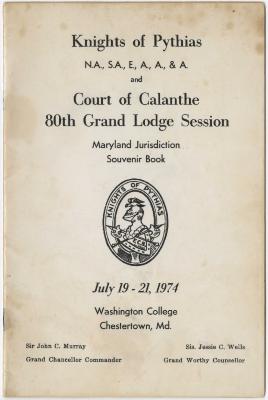 Knights of Pythias
N.A., S.A., E., A., A., & A.
and
Court of Calanthe
80th Grand Lodge Session
Maryland Jurisdiction
Souvenir Book
KNIGHTS OF PYTHIAS
July 19 - 21, 1974
Washington College
Chestertown, Md.
Sir John C. Murray
Grand Chancellor Commander
Sis. Jessie C. Wells
Grand Worthy Counsellor